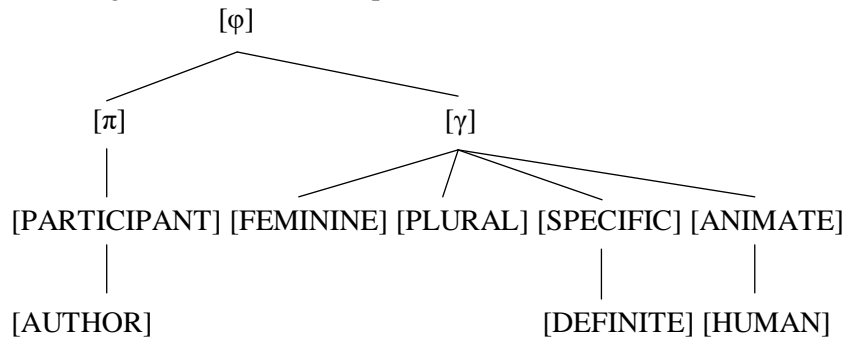 [φ]
[π] [γ]
[PARTICIPANT] [FEMININE] [PLURAL] [SPECIFIC] [ANIMATE]
[AUTHOR] [DEFINITE] [HUMAN]